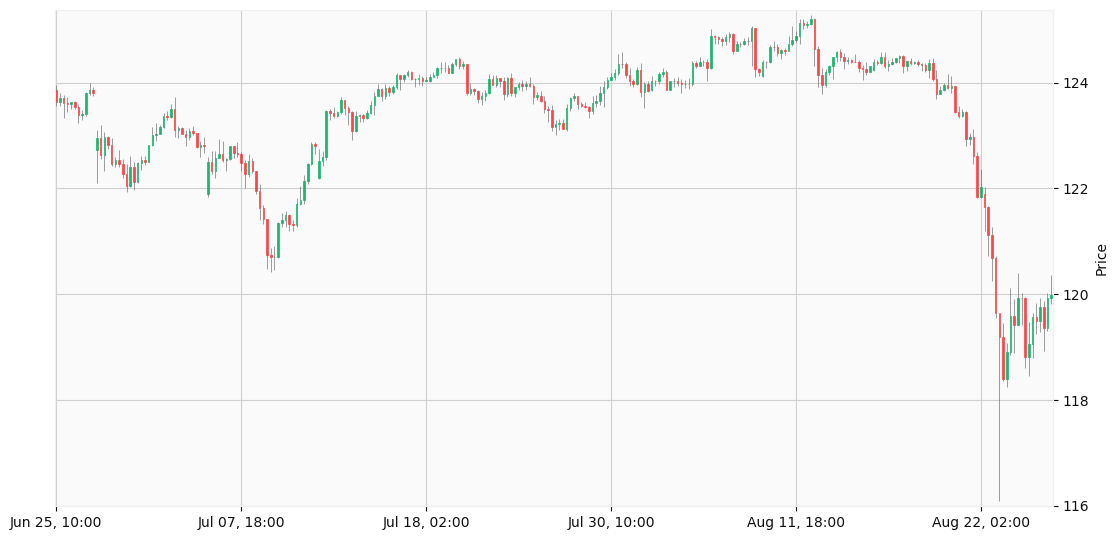 124
122
Price
120
118
116
Jun 25, 10:00
Jul 07, 18:00
Jul 18, 02:00
Jul 30, 10:00
Aug 11, 18:00
Aug 22, 02:00